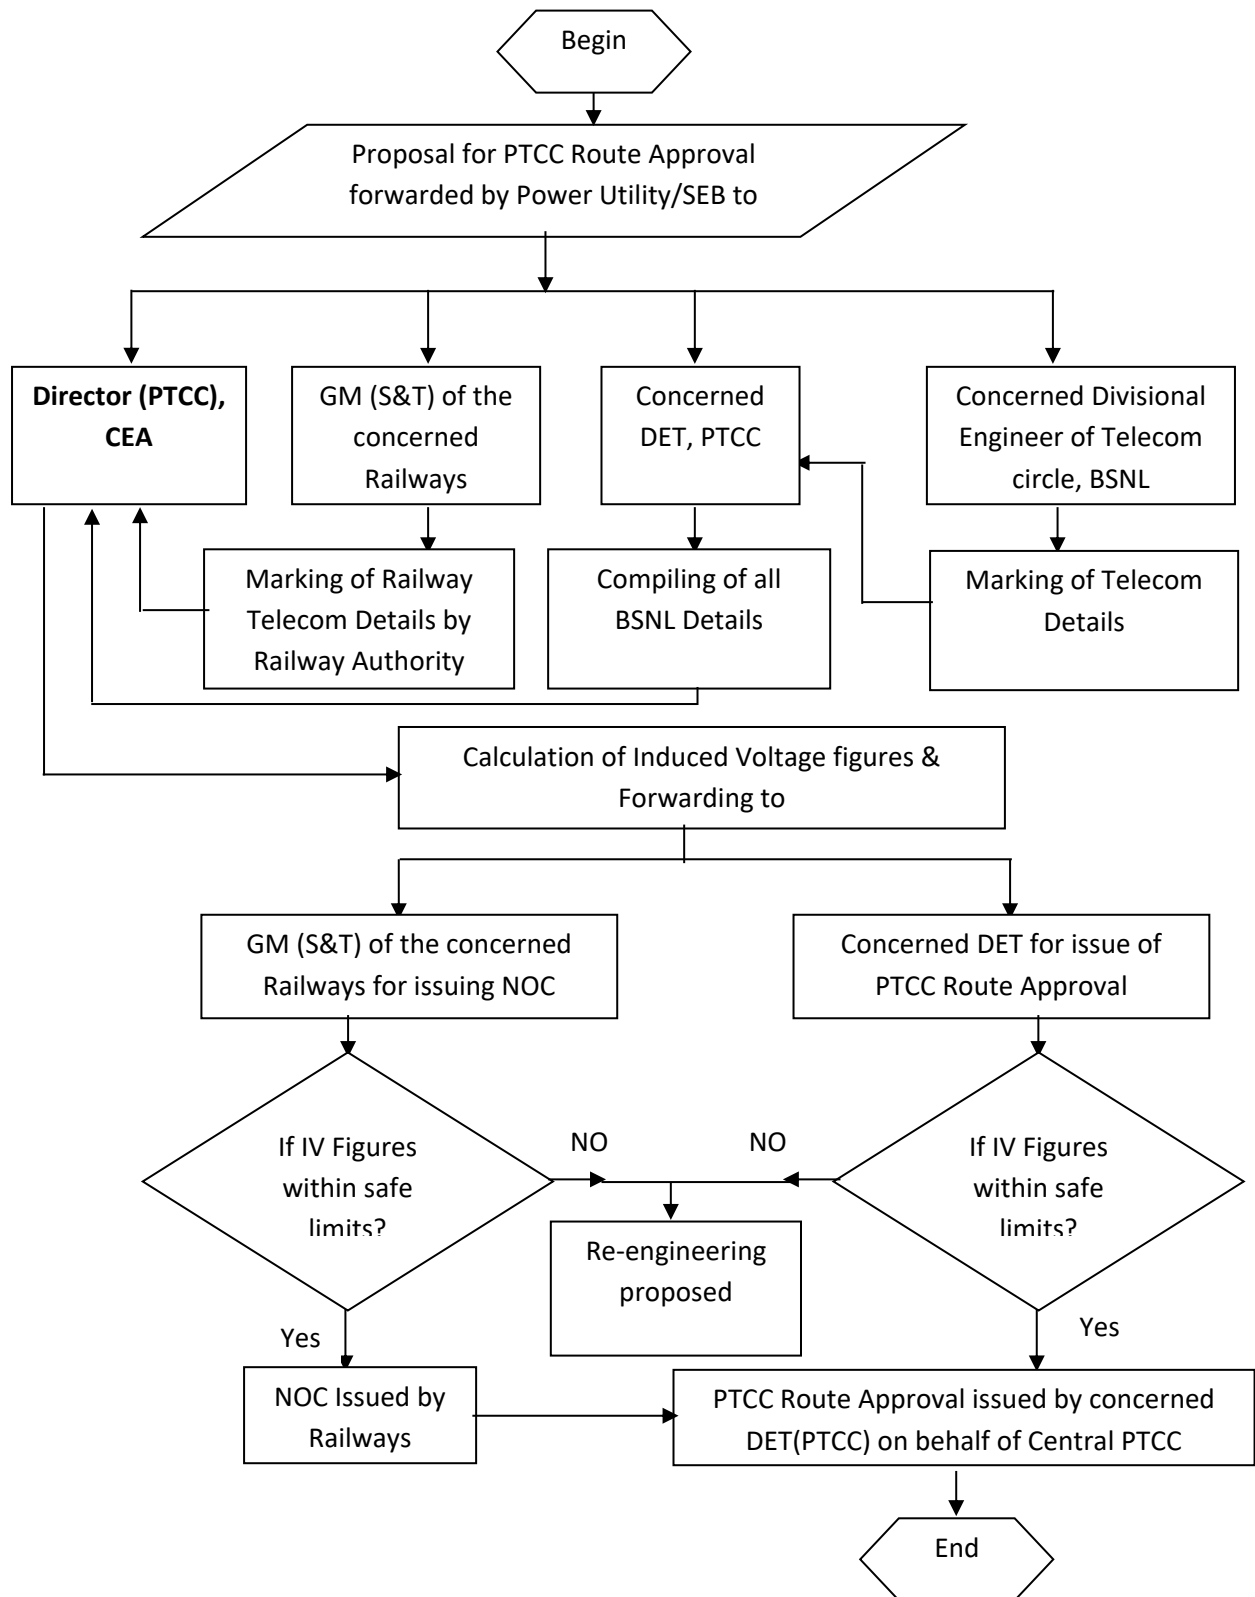 Begin
Proposal for PTCC Route Approval
forwarded by Power Utility/SEB to
Director (PTCC),
CEA
GM (S&T) of the
concerned
Railways
Concerned
DET, PTCC
Concerned Divisional
Engineer of Telecom
circle, BSNL
Marking of Railway
Telecom Details by
Railway Authority
Compiling of all
BSNL Details
Marking of Telecom
Details
Calculation of Induced Voltage figures &
Forwarding to
GM (S&T) of the concerned
Railways for issuing NOC
Concerned DET for issue of
PTCC Route Approval
If IV Figures
within safe
limits?
NO
NO
If IV Figures
within safe
limits?
Re-engineering
proposed
Yes
Yes
NOC Issued by
Railways
PTCC Route Approval issued by concerned
DET(PTCC) on behalf of Central PTCC
End